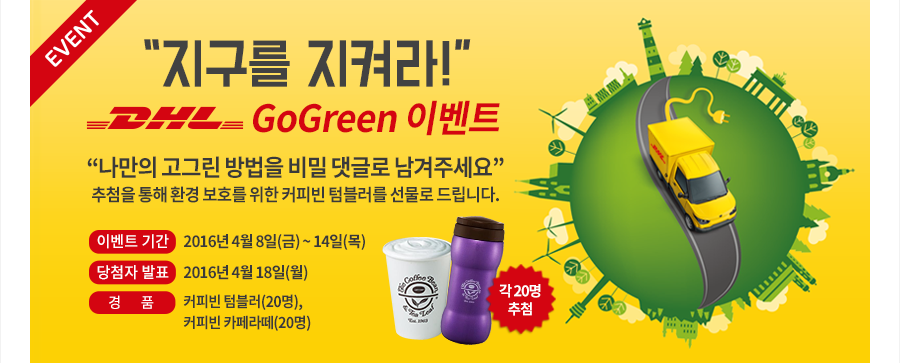 EVENT
“지구를 지켜라!”
DHL GoGreen 이벤트
“나만의 고그린 방법을 비밀 댓글로 남겨주세요”
추첨을 통해 환경 보호를 위한 커피빈 텀블러를 선물로 드립니다.
이벤트 기간 2016년 4월 8일(금) ~ 14일(목)
당첨자 발표 2016년 4월 18일(월)
경 품 커피빈 텀블러(20명),
커피빈 카페라떼(20명)
The Coffee Bean
& Tea Leaf
Est. 1963
각 20명
추첨
DHL